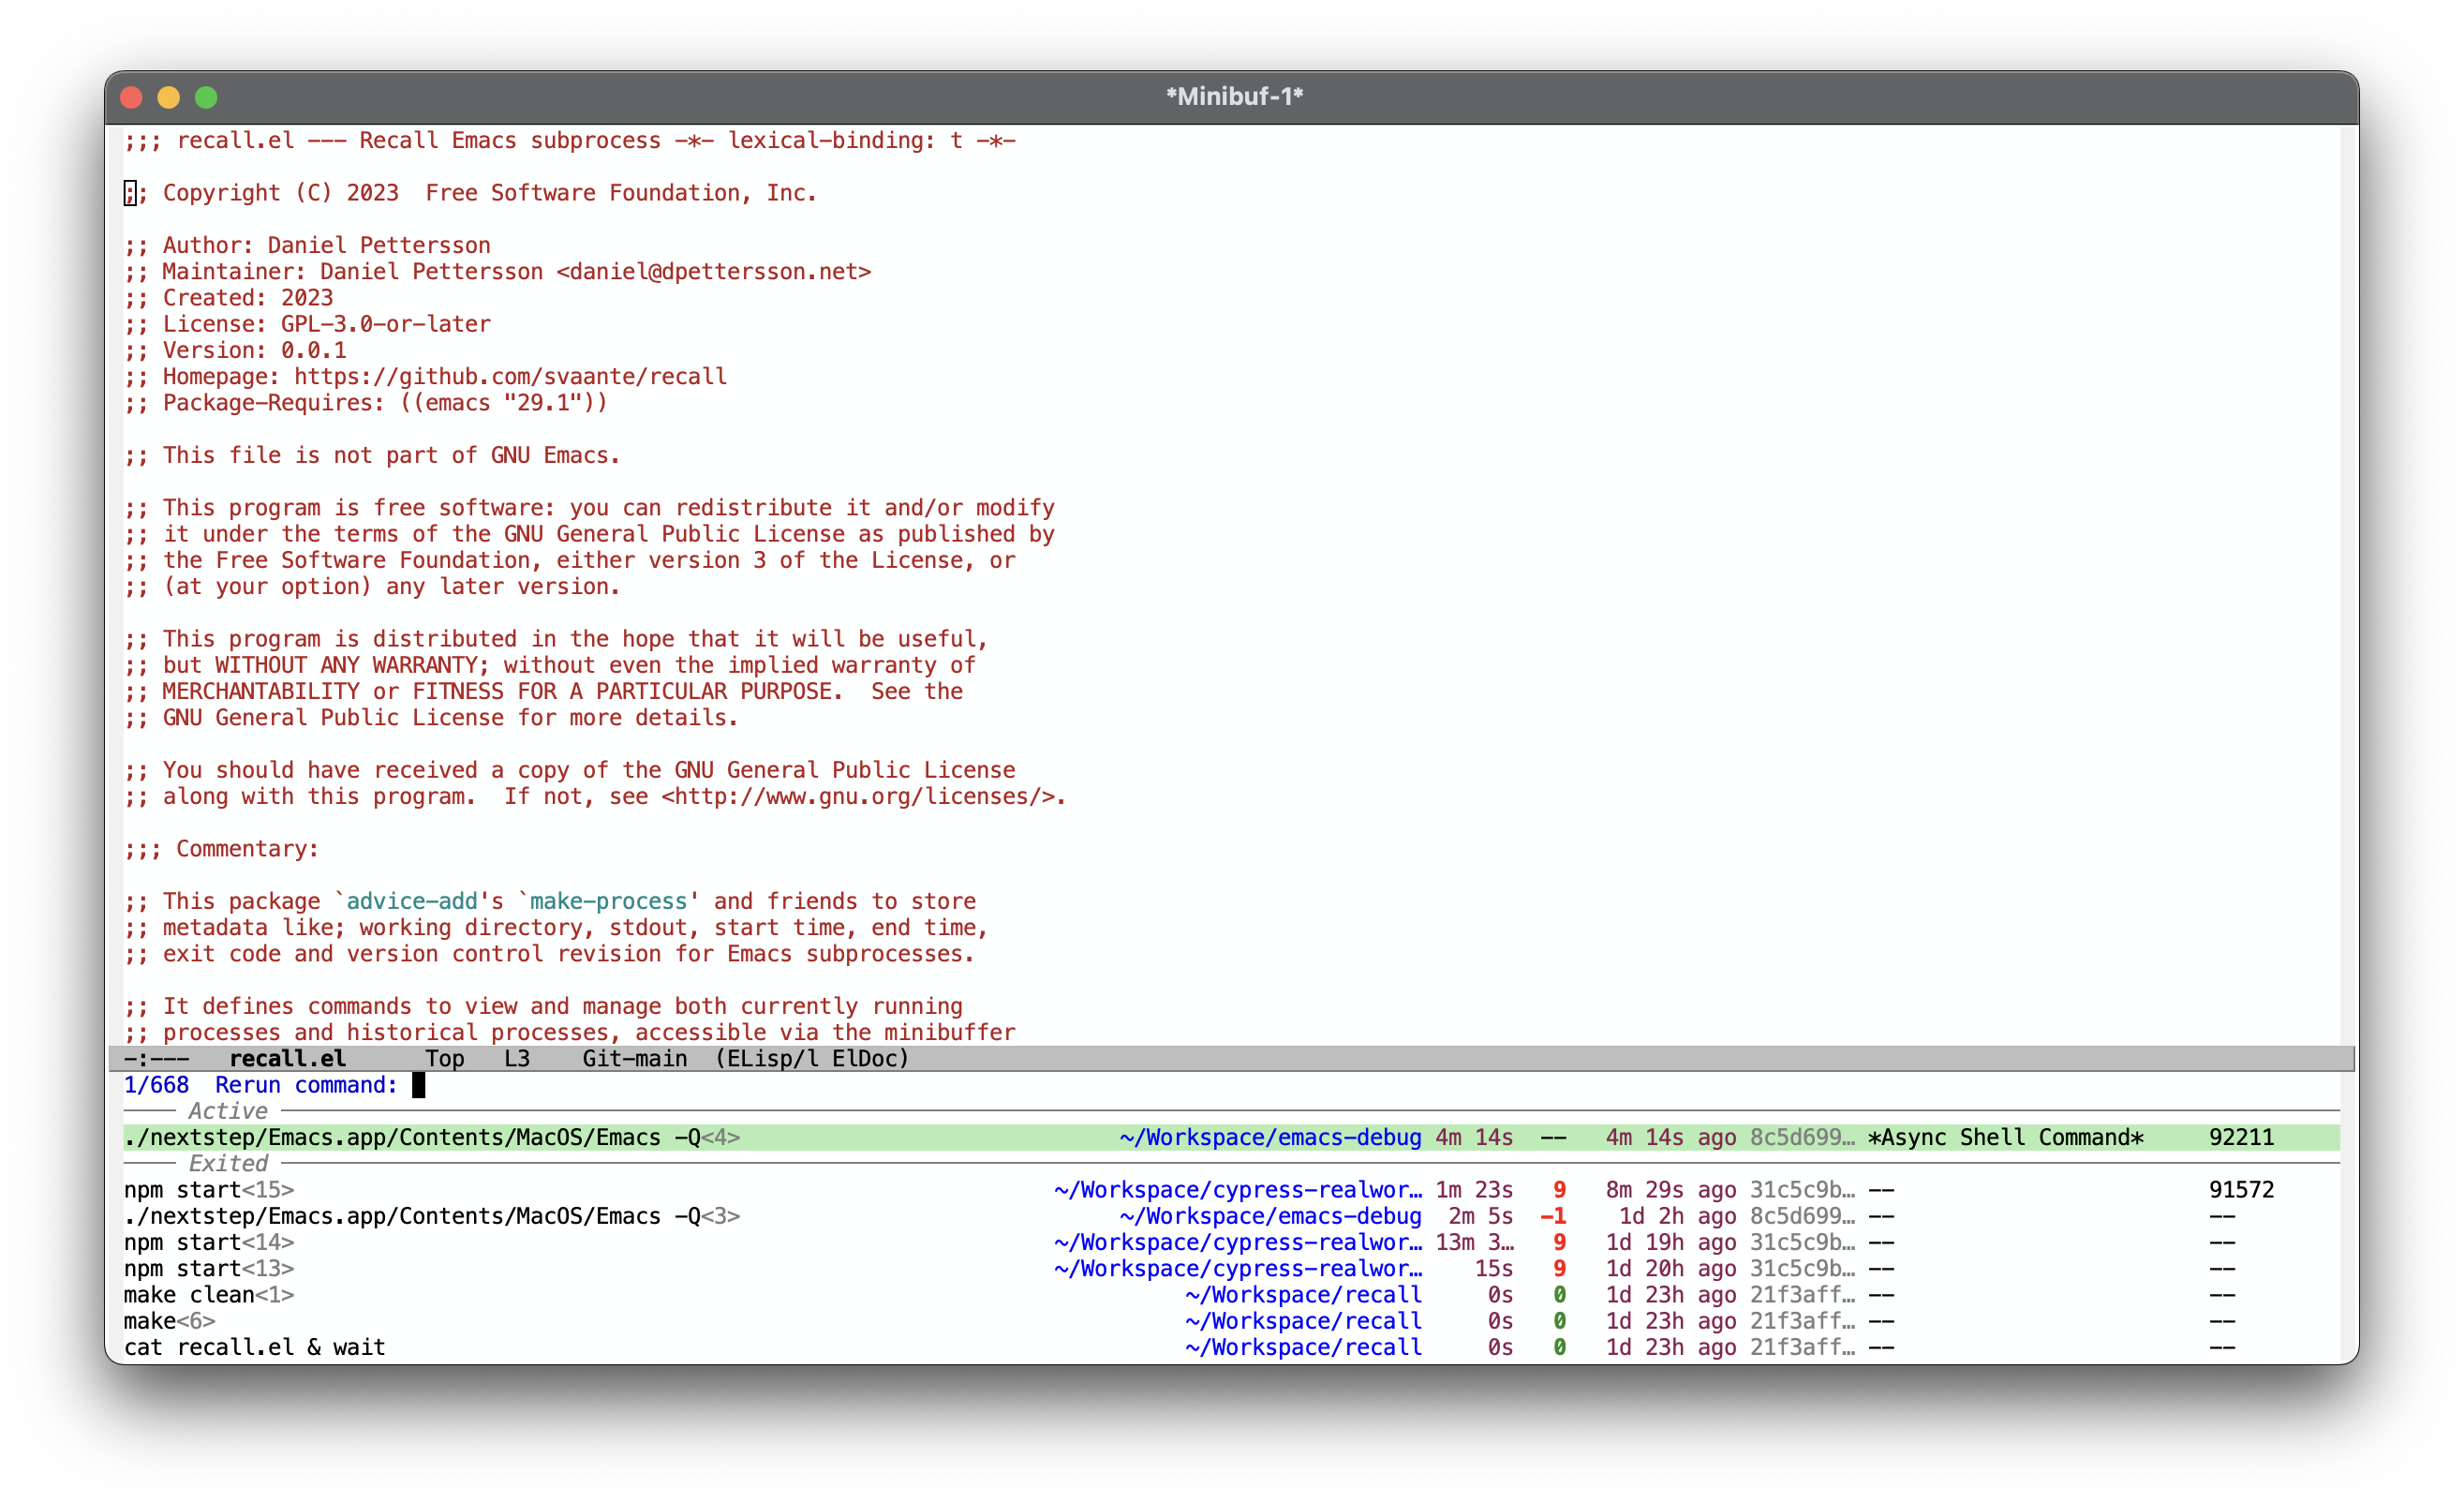 *Minibuf-1*
;;; recall.el --- Recall Emacs subprocess -*- lexical-binding: t -*-
;; Copyright (C) 2023  Free Software Foundation, Inc.
;; Author: Daniel Pettersson
;; Maintainer: Daniel Pettersson <daniel@dpettersson.net>
;; Created: 2023
;; License: GPL-3.0-or-later
;; Version: 0.0.1
;; Homepage: https://github.com/svaante/recall
;; Package-Requires: ((emacs "29.1"))
;; This file is not part of GNU Emacs.
;; This program is free software: you can redistribute it and/or modify
;; it under the terms of the GNU General Public License as published by
;; the Free Software Foundation, either version 3 of the License, or
;; (at your option) any later version.
;; This program is distributed in the hope that it will be useful,
;; but WITHOUT ANY WARRANTY; without even the implied warranty of
;; MERCHANTABILITY or FITNESS FOR A PARTICULAR PURPOSE.  See the
;; GNU General Public License for more details.
;; You should have received a copy of the GNU General Public License
;; along with this program.  If not, see <http://www.gnu.org/licenses/>.
;;; Commentary:
;; This package `advice-add's `make-process' and friends to store
;; metadata like; working directory, stdout, start time, end time,
;; exit code and version control revision for Emacs subprocesses.
;; It defines commands to view and manage both currently running
;; processes and historical processes, accessible via the minibuffer
-:---   recall.el      Top   L3    Git-main  (ELisp/l ElDoc)
1/668  Rerun command:
Active
./nextstep/Emacs.app/Contents/MacOS/Emacs -Q<4> ~/Workspace/emacs-debug 4m 14s -- 4m 14s ago 8c5d699… *Async Shell Command* 92211
Exited
npm start<15> ~/Workspace/cypress-realwor… 1m 23s 9 8m 29s ago 31c5c9b… -- 91572
./nextstep/Emacs.app/Contents/MacOS/Emacs -Q<3> ~/Workspace/emacs-debug 2m 5s -1 1d 2h ago 8c5d699… -- --
npm start<14> ~/Workspace/cypress-realwor… 13m 3… 9 1d 19h ago 31c5c9b… -- --
npm start<13> ~/Workspace/cypress-realwor… 15s 9 1d 20h ago 31c5c9b… -- --
make clean<1> ~/Workspace/recall 0s 0 1d 23h ago 21f3aff… -- --
make<6> ~/Workspace/recall 0s 0 1d 23h ago 21f3aff… -- --
cat recall.el & wait ~/Workspace/recall 0s 0 1d 23h ago 21f3aff… -- --